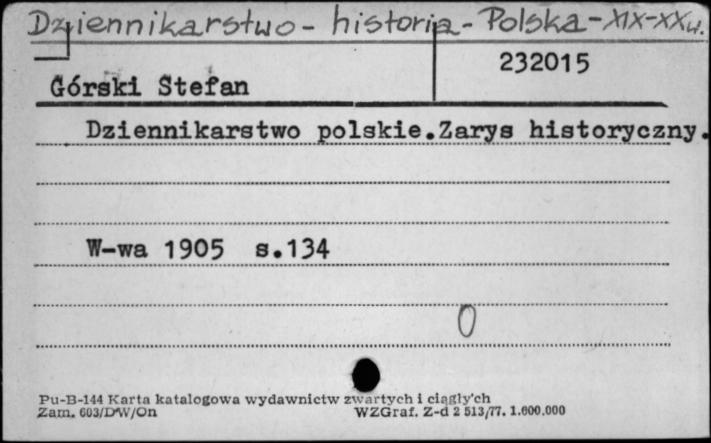 Dziennikarstwo - historia - Polska - XIX-XXw.
232015
Górski Stefan
Dziennikarstwo polskie.Zarys historyczny.
W-wa 1905 s.134
0
Pu-B-144 Karta katalogowa wydawnictw zwartych i ciągły'ch
Zam. 603/DW/On WZGraf. Z-d 2 513/77. 1.600.000